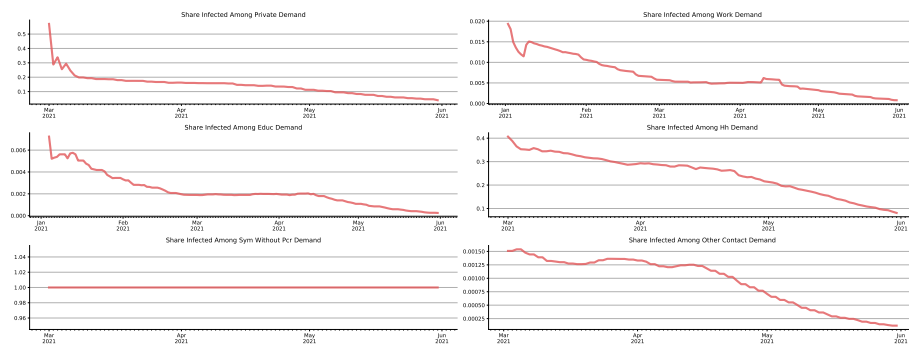 Share Infected Among Private Demand
0.5
0.4
0.3
0.2
0.1
Mar
2021
Apr
2021
May
2021
Jun
2021
Share Infected Among Work Demand
0.020
0.015
0.010
0.005
0.000
Jan
2021
Feb
2021
Mar
2021
Apr
2021
May
2021
Jun
2021
Share Infected Among Educ Demand
0.006
0.004
0.002
0.000
Jan
2021
Feb
2021
Mar
2021
Apr
2021
May
2021
Jun
2021
Share Infected Among Hh Demand
0.4
0.3
0.2
0.1
Mar
2021
Apr
2021
May
2021
Jun
2021
Share Infected Among Sym Without Pcr Demand
1.04
1.02
1.00
0.98
0.96
Mar
2021
Apr
2021
May
2021
Jun
2021
Share Infected Among Other Contact Demand
0.00150
0.00125
0.00100
0.00075
0.00050
0.00025
Mar
2021
Apr
2021
May
2021
Jun
2021